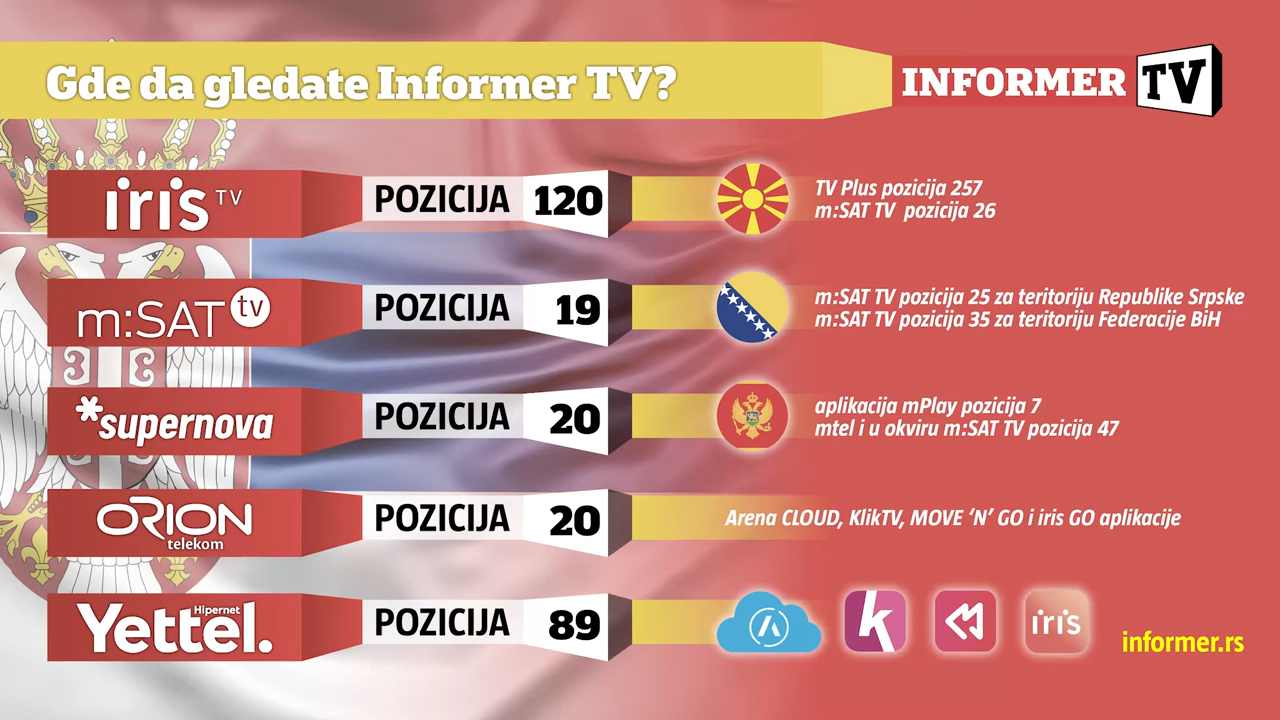 Gde da gledate Informer TV?
INFORMER TV
iris TV POZICIJA 120
TV Plus pozicija 257
m:SAT TV pozicija 26
m:SAT tv POZICIJA 19
m:SAT TV pozicija 25 za teritoriju Republike Srpske
m:SAT TV pozicija 35 za teritoriju Federacije BiH
*supernova POZICIJA 20
aplikacija mPlay pozicija 7
mtel i u okviru m:SAT TV pozicija 47
ORION telekom POZICIJA 20
Arena CLOUD, KlikTV, MOVE ‘N’ GO i iris GO aplikacije
Hipernet
Yettel. POZICIJA 89
k
iris
informer.rs